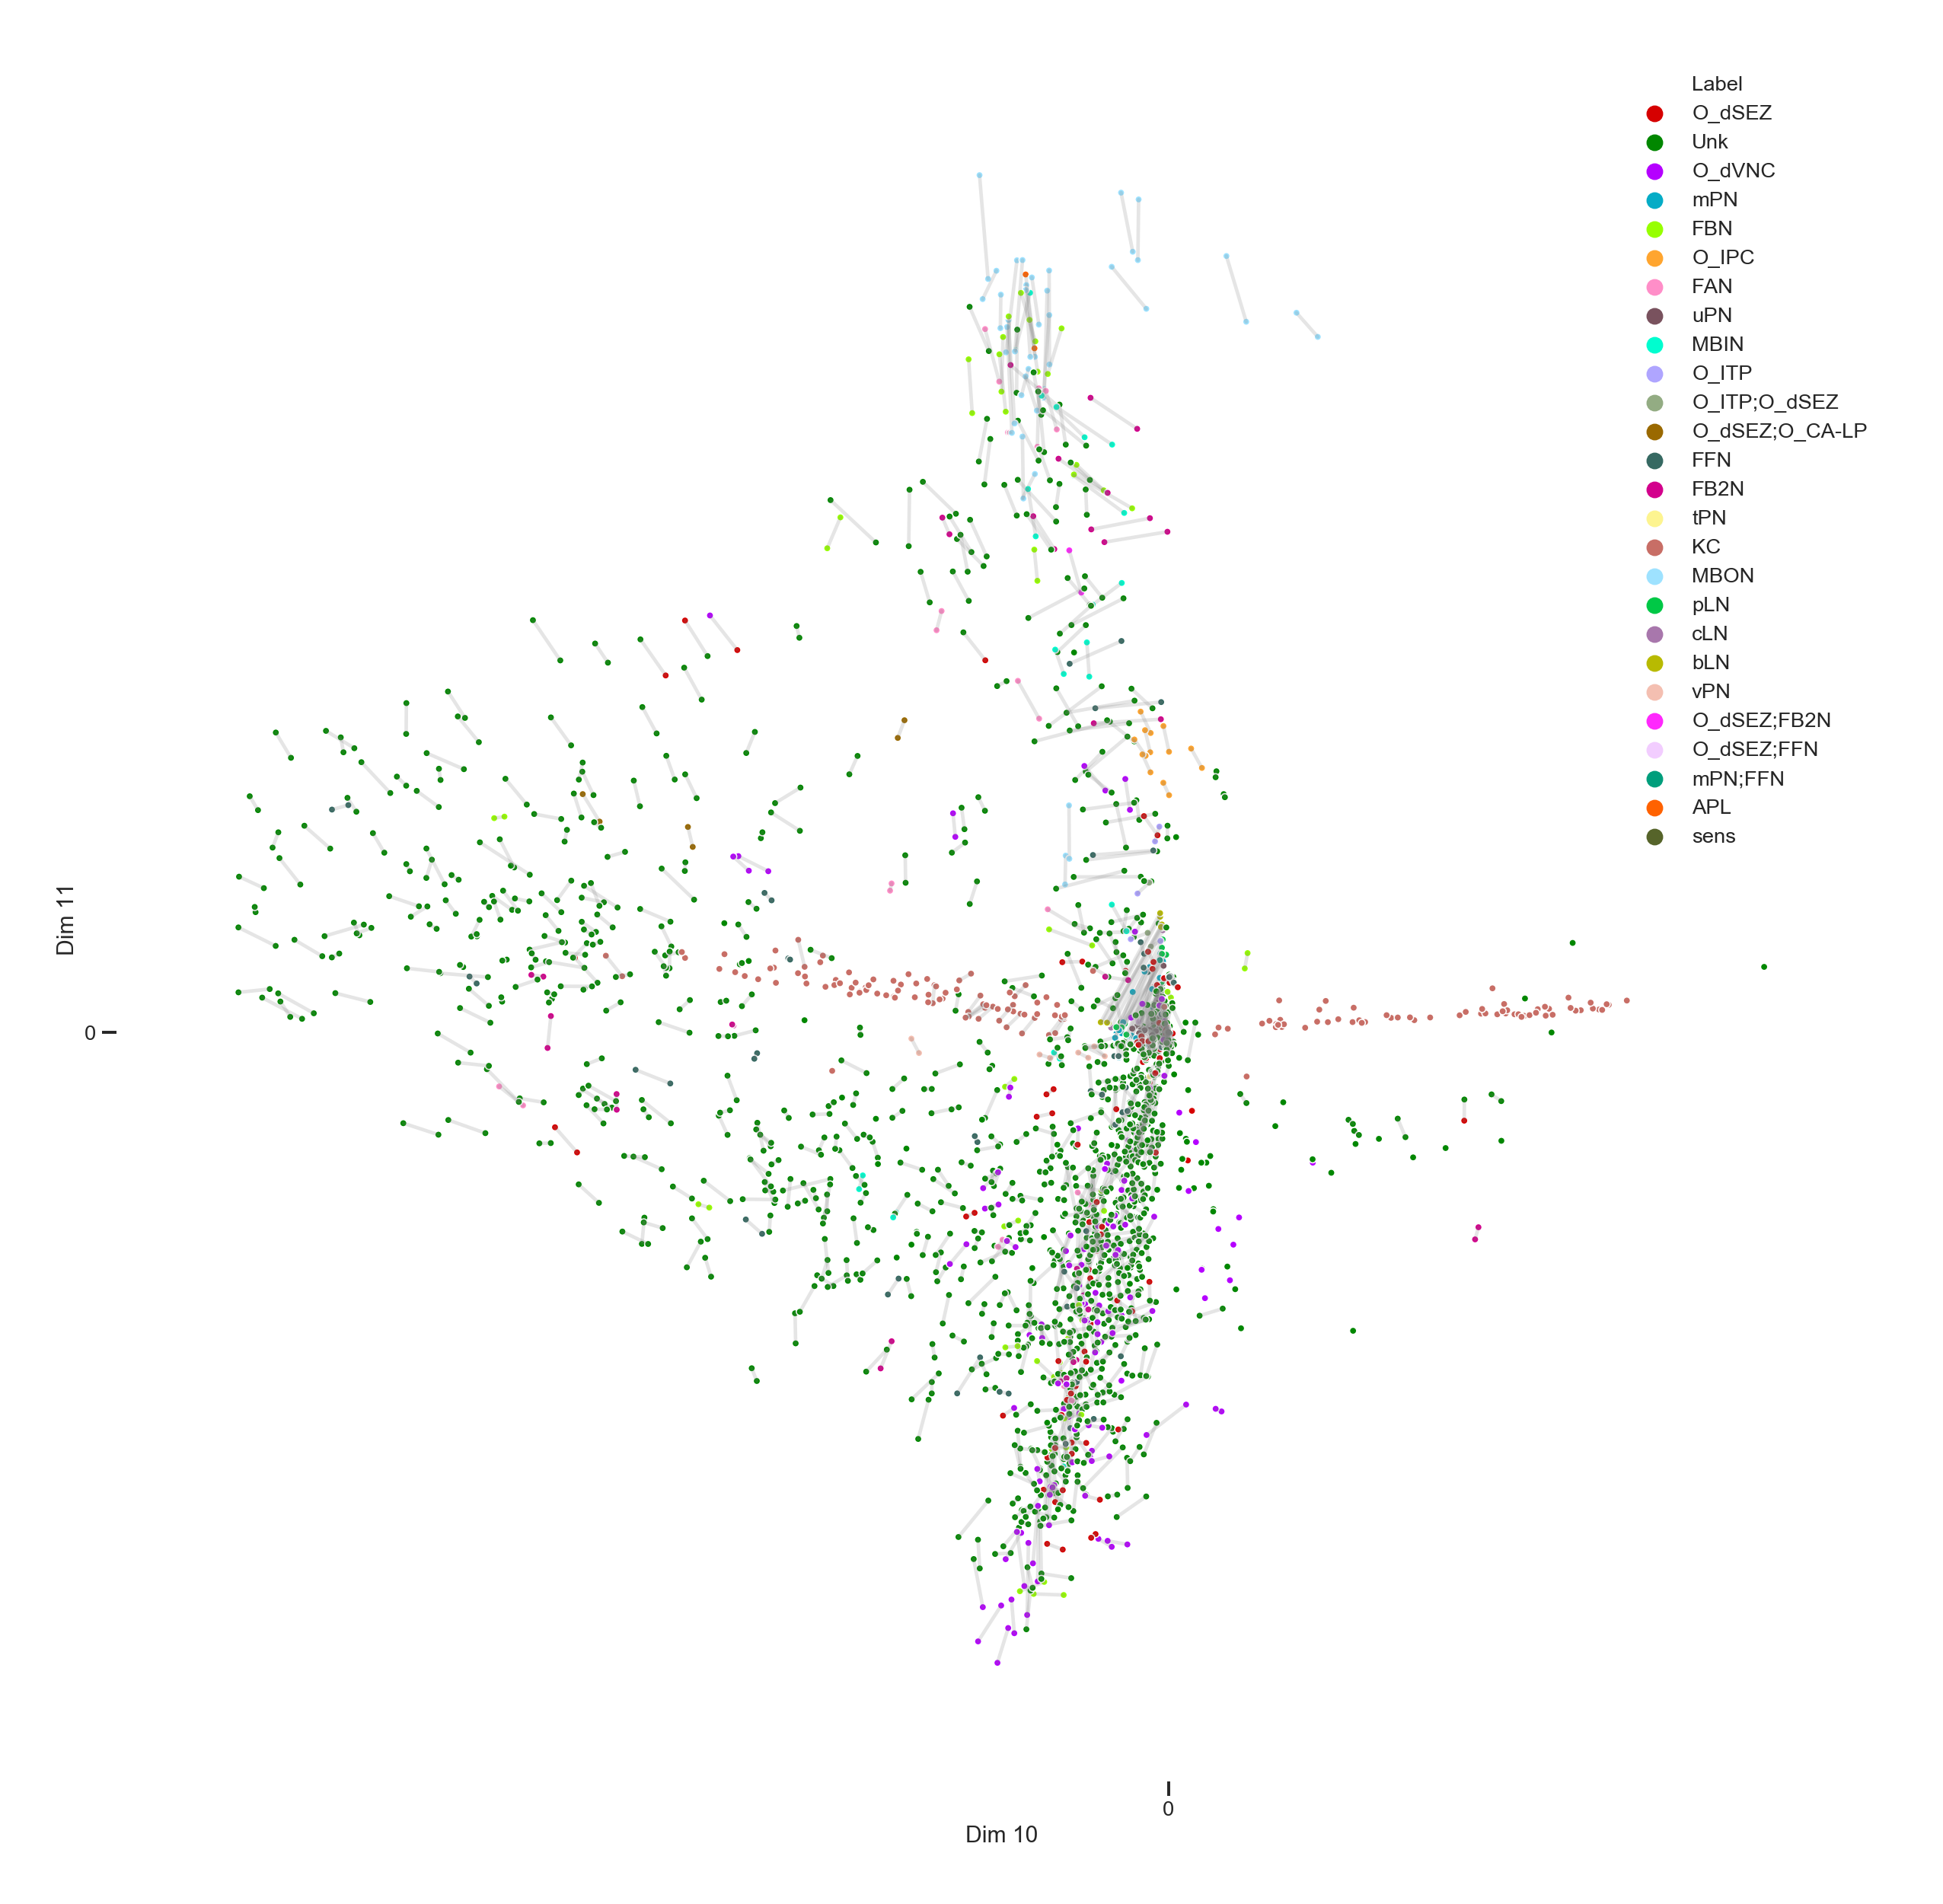 Label
O_dSEZ
Unk
O_dVNC
mPN
FBN
O_IPC
FAN
uPN
MBIN
O_ITP
O_ITP;O_dSEZ
O_dSEZ;O_CA-LP
FFN
FB2N
tPN
KC
MBON
pLN
cLN
bLN
vPN
O_dSEZ;FB2N
O_dSEZ;FFN
mPN;FFN
APL
sens
Dim 11
0
0
Dim 10